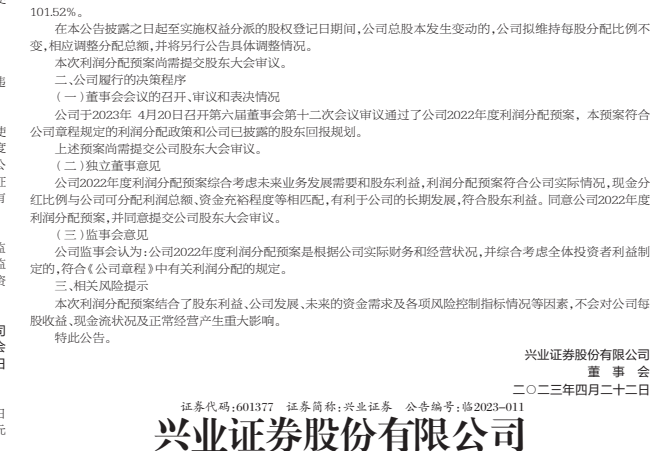 101.52%。
在本公告披露之日起至实施权益分派的股权登记日期间，公司总股本发生变动的，公司拟维持每股分配比例不
变，相应调整分配总额，并将另行公告具体调整情况。
本次利润分配预案尚需提交股东大会审议。
二、公司履行的决策程序
（一）董事会会议的召开、审议和表决情况
公司于2023年 4月20日召开第六届董事会第十二次会议审议通过了公司2022年度利润分配预案， 本预案符合
公司章程规定的利润分配政策和公司已披露的股东回报规划。
上述预案尚需提交公司股东大会审议。
（二）独立董事意见
公司2022年度利润分配预案综合考虑未来业务发展需要和股东利益，利润分配预案符合公司实际情况，现金分
红比例与公司可分配利润总额、资金充裕程度等相匹配，有利于公司的长期发展，符合股东利益。同意公司2022年度
利润分配预案，并同意提交公司股东大会审议。
（三）监事会意见
公司监事会认为：公司2022年度利润分配预案是根据公司实际财务和经营状况，并综合考虑全体投资者利益制
定的，符合《公司章程》中有关利润分配的规定。
三、相关风险提示
本次利润分配预案结合了股东利益、公司发展、未来的资金需求及各项风险控制指标情况等因素，不会对公司每
股收益、现金流状况及正常经营产生重大影响。
特此公告。
兴业证券股份有限公司
董 事 会
二○二三年四月二十二日
证券代码：601377 证券简称：兴业证券 公告编号：临2023-011
兴业证券股份有限公司